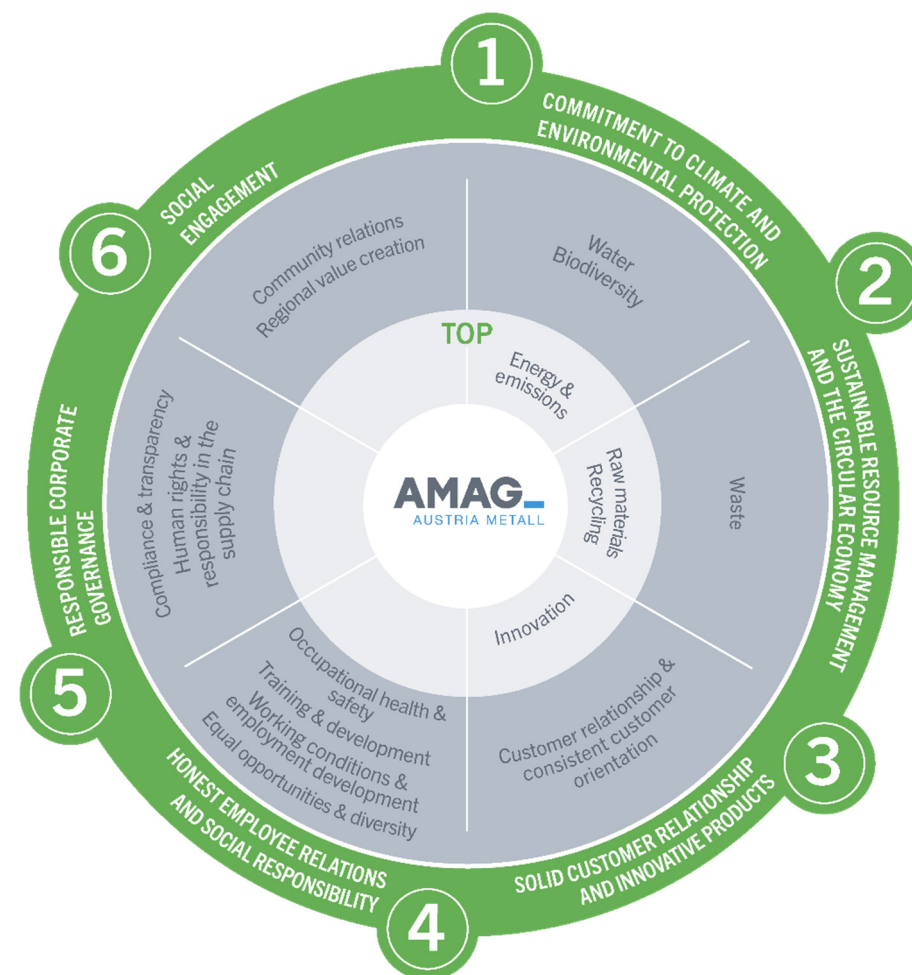 1
COMMITMENT TO CLIMATE AND
ENVIRONMENTAL PROTECTION
Water
Biodiversity
TOP
Energy &
emissions
2
SUSTAINABLE RESOURCE MANAGEMENT
AND THE CIRCULAR ECONOMY
Waste
Raw materials
Recycling
3
SOLID CUSTOMER RELATIONSHIP
AND INNOVATIVE PRODUCTS
Innovation
Customer relationship &
consistent customer
orientation
4
HONEST EMPLOYEE RELATIONS
AND SOCIAL RESPONSIBILITY
Occupational health &
safety
Training & development
Working conditions &
employment development
Equal opportunities & diversity
5
RESPONSIBLE CORPORATE
GOVERNANCE
Compliance & transparency
Human rights &
responsibility in the
supply chain
6
SOCIAL
ENGAGEMENT
Community relations
Regional value creation
AMAG_
AUSTRIA METALL